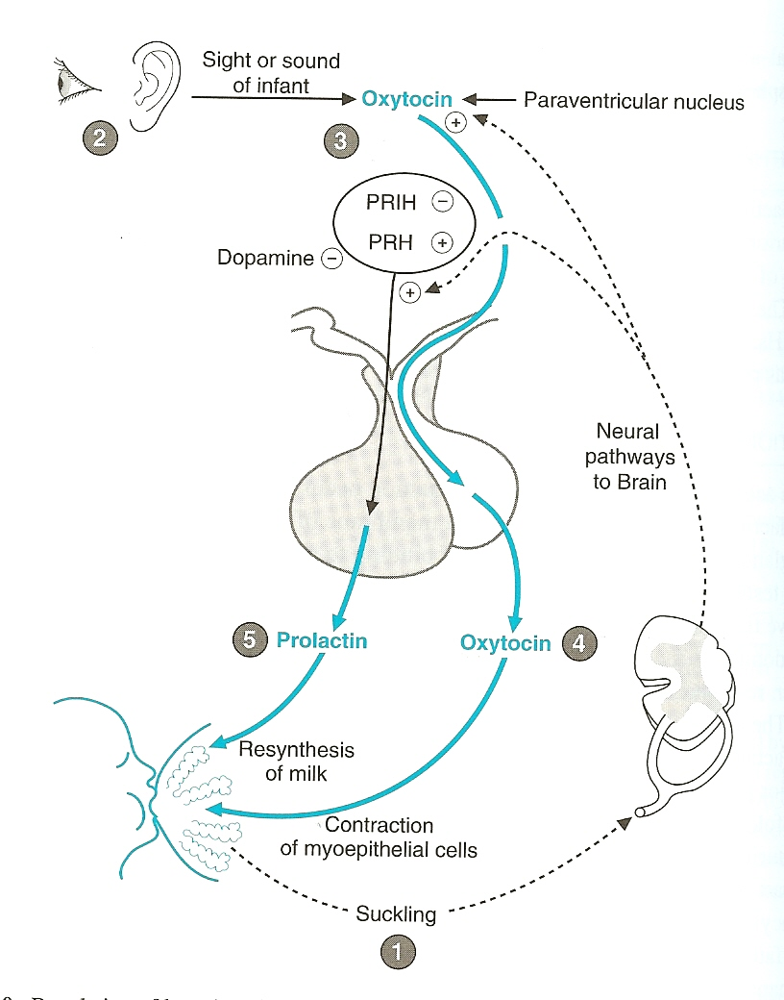 Sight or sound
of infant
Oxytocin
Paraventricular nucleus
+
2
3
PRIH −
PRH +
Dopamine −
+
Neural
pathways
to Brain
5 Prolactin
Oxytocin 4
Resynthesis
of milk
Contraction
of myoepithelial cells
Suckling
1